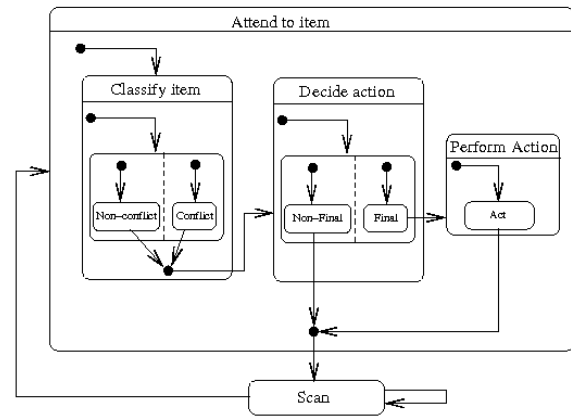 Attend to item
Classify item
Decide action
Perform Action
Non-conflict
Conflict
Non-Final
Final
Act
Scan